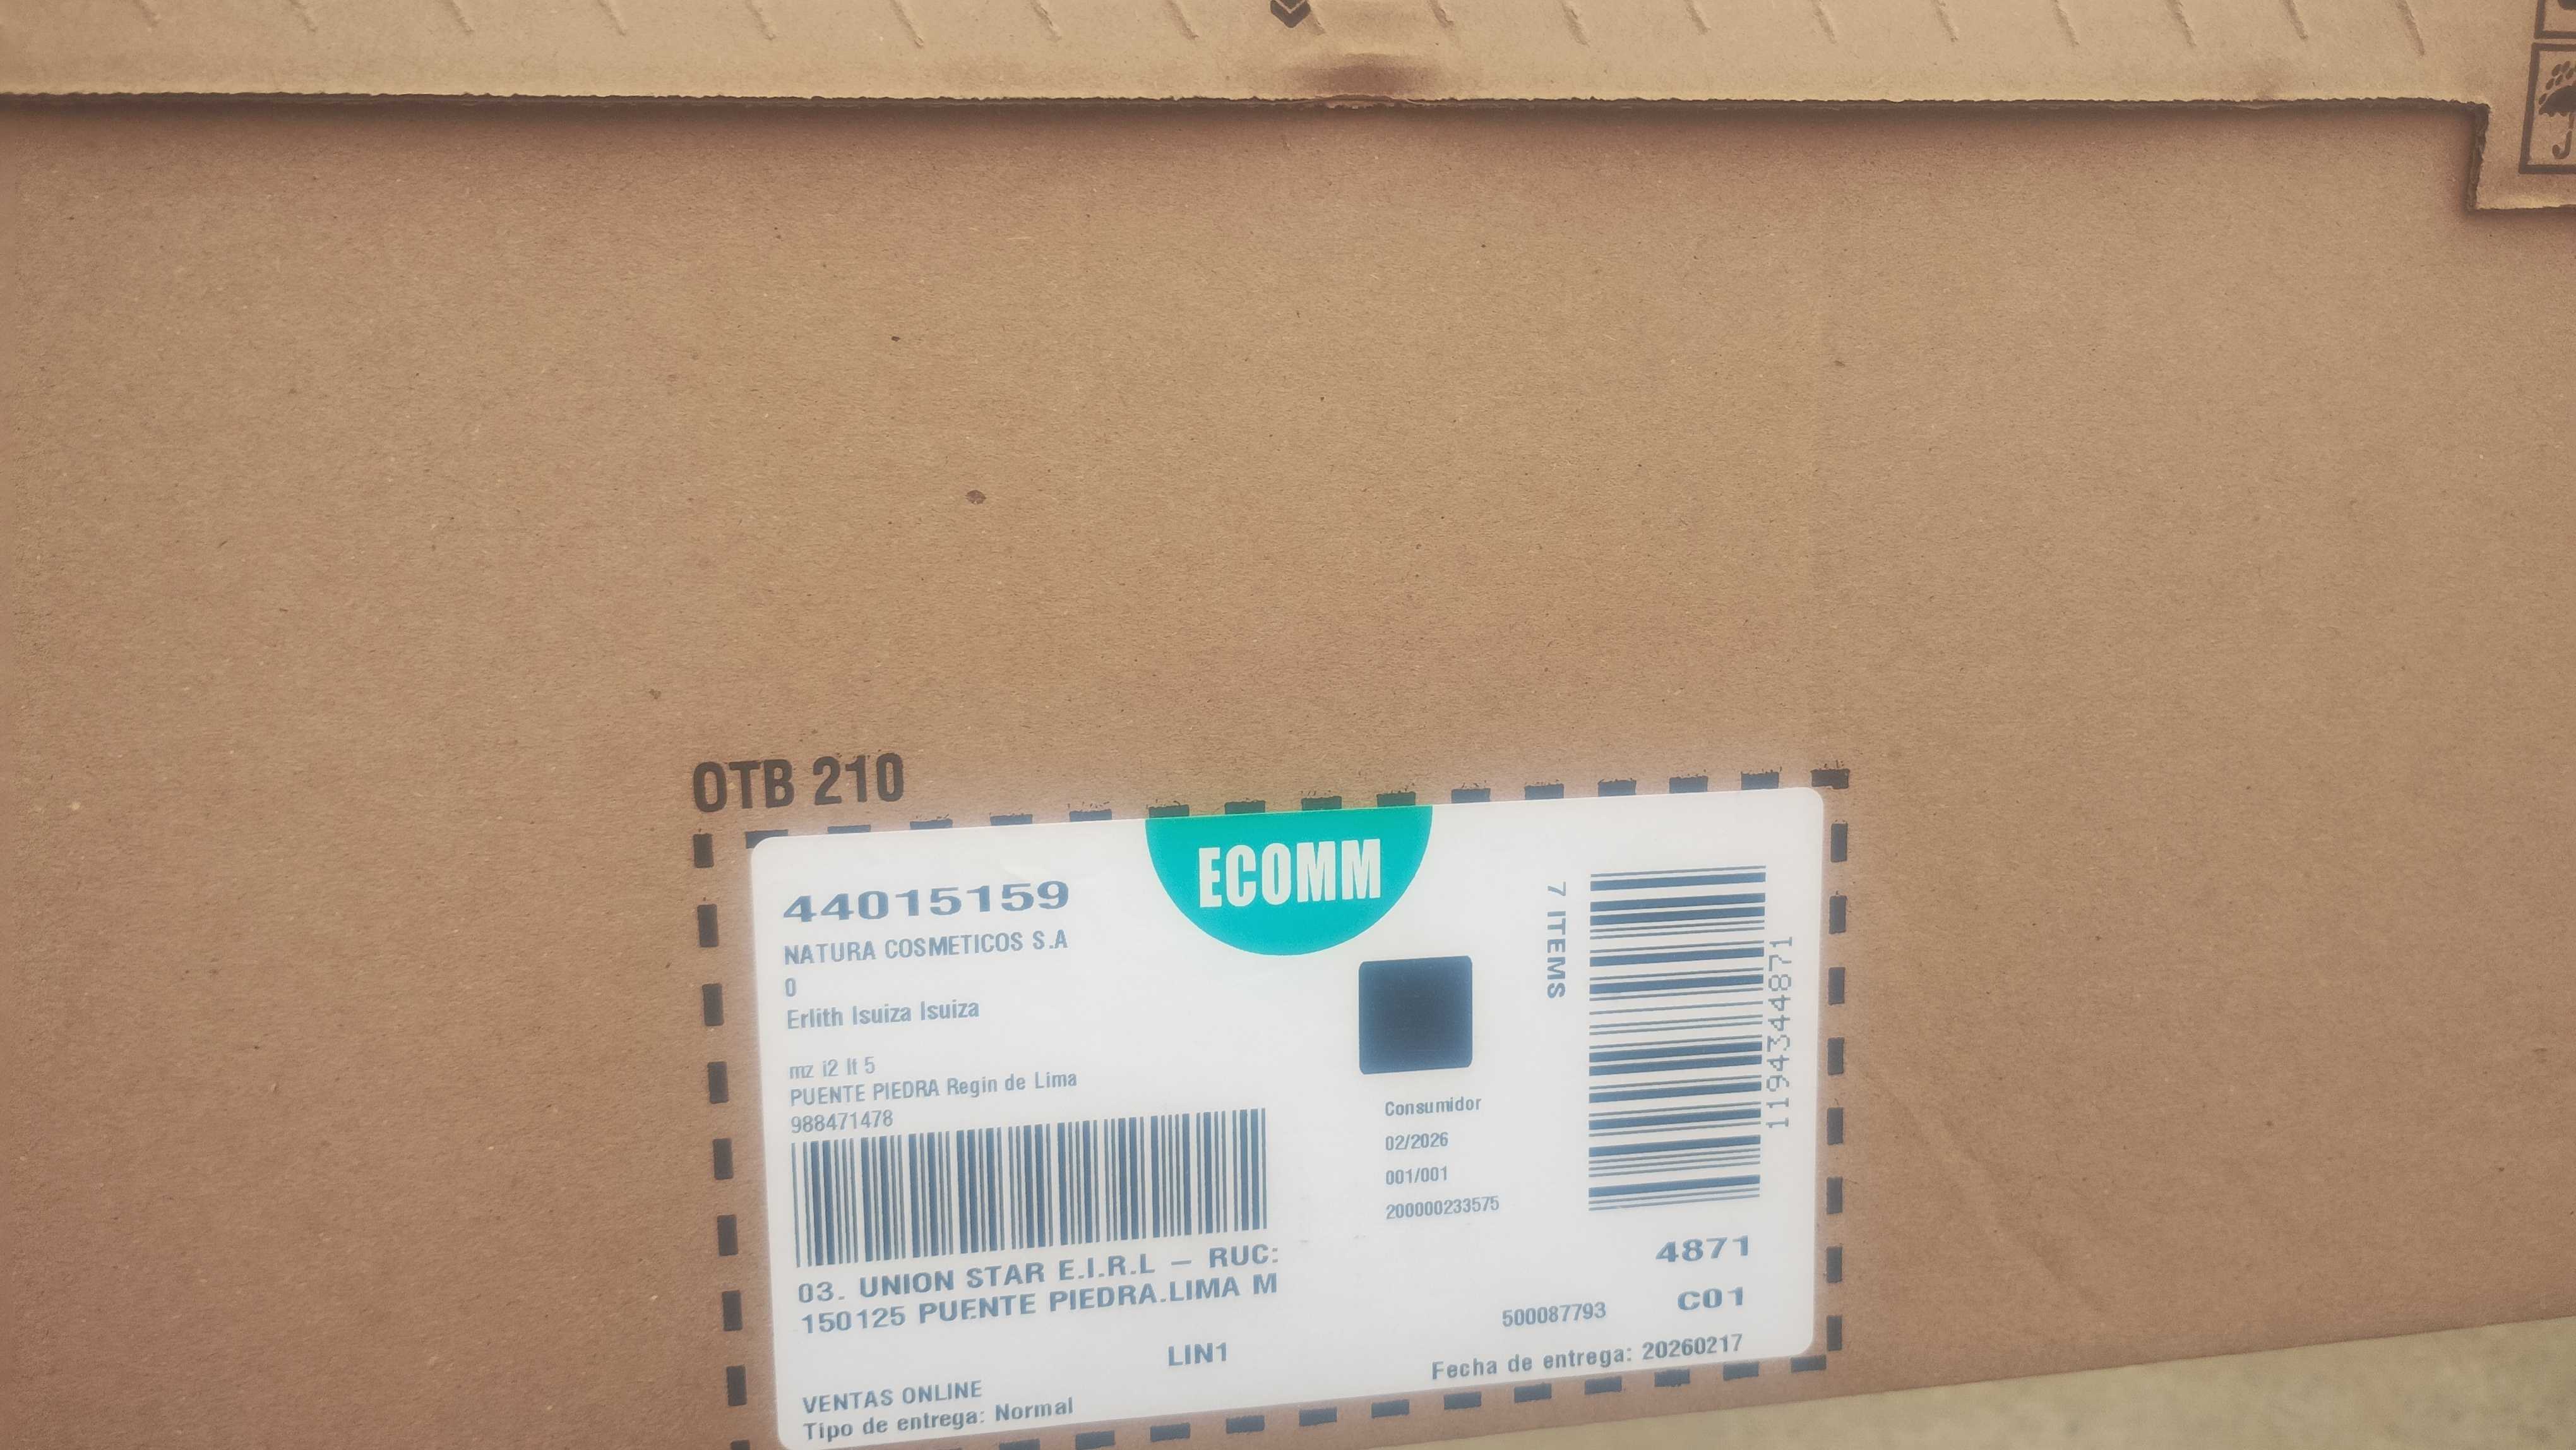 OTB 210
ECOMM
44015159
NATURA COSMETICOS S.A
0
Erlith Isuiza Isuiza
mz i2 lt 5
PUENTE PIEDRA Regin de Lima
988471478
7 ITEMS
1194344871
Consumidor
02/2026
001/001
200000233575
03. UNION STAR E.I.R.L – RUC:
150125 PUENTE PIEDRA.LIMA M
4871
C01
500087793
LIN1
Fecha de entrega: 20260217
VENTAS ONLINE
Tipo de entrega: Normal